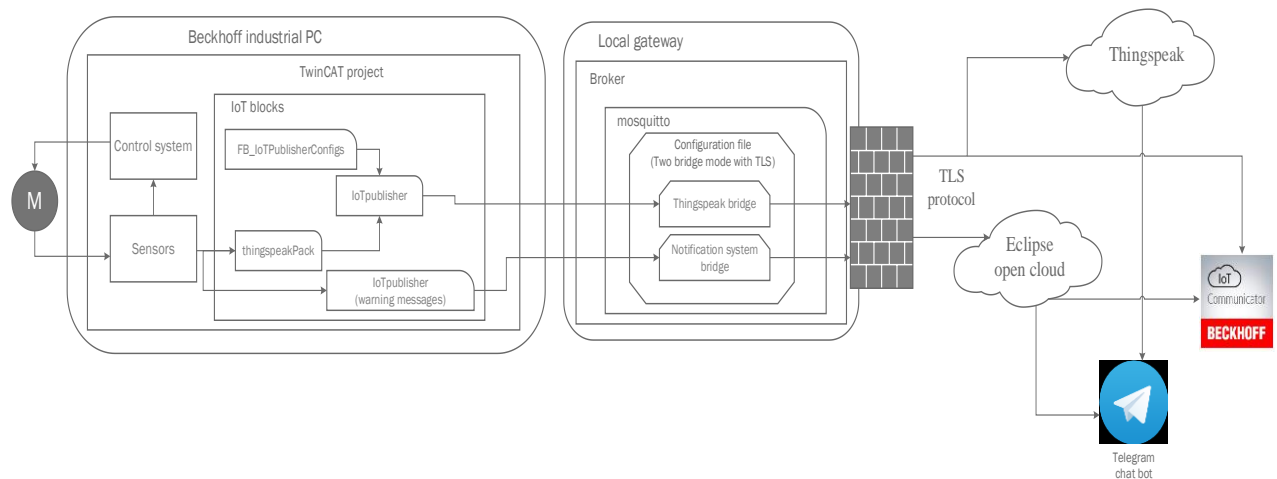 Beckhoff industrial PC
TwinCAT project
IoT blocks
Control system
FB_IoTPublisherConfigs
IoTpublisher
M
Sensors
thingspeakPack
IoTpublisher
(warning messages)
Local gateway
Broker
mosquitto
Configuration file
(Two bridge mode with TLS)
Thingspeak bridge
Notification system
bridge
TLS
protocol
Thingspeak
Eclipse
open cloud
IoT
Communicator
BECKHOFF
Telegram
chat bot